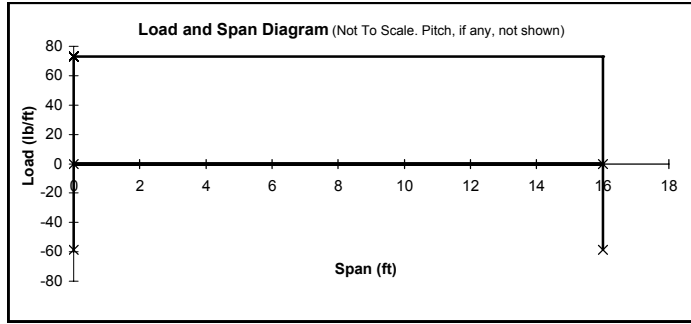 Load and Span Diagram (Not To Scale. Pitch, if any, not shown)
80
60
40
20
0
-20
-40
-60
-80
Load (lb/ft)
0 2 4 6 8 10 12 14 16 18
Span (ft)